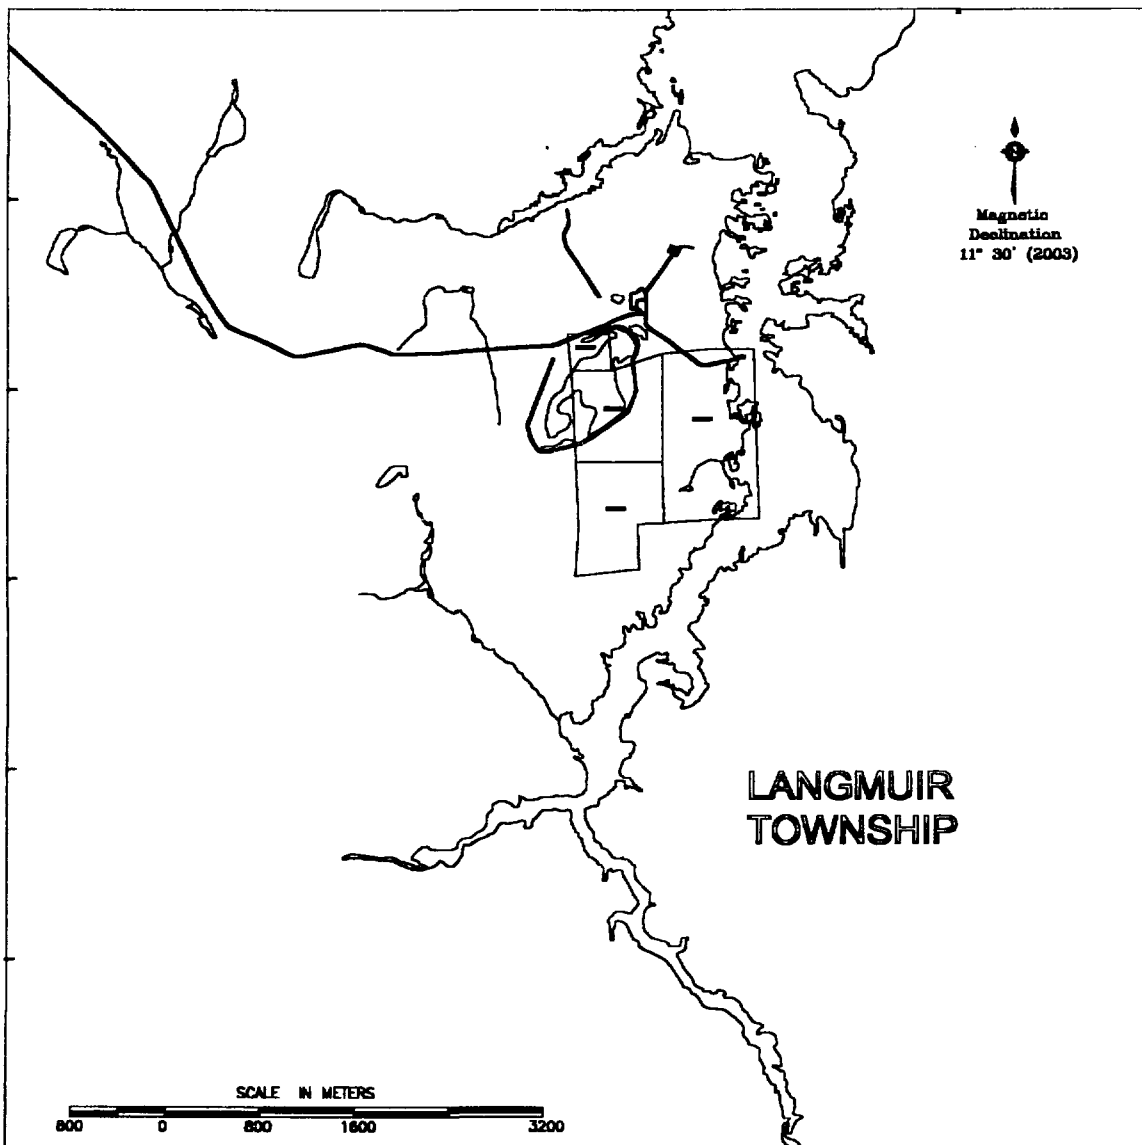 Magnetic
Declination
11° 30' (2003)
LANGMUIR
TOWNSHIP
SCALE IN METERS
800 0 800 1600 3200